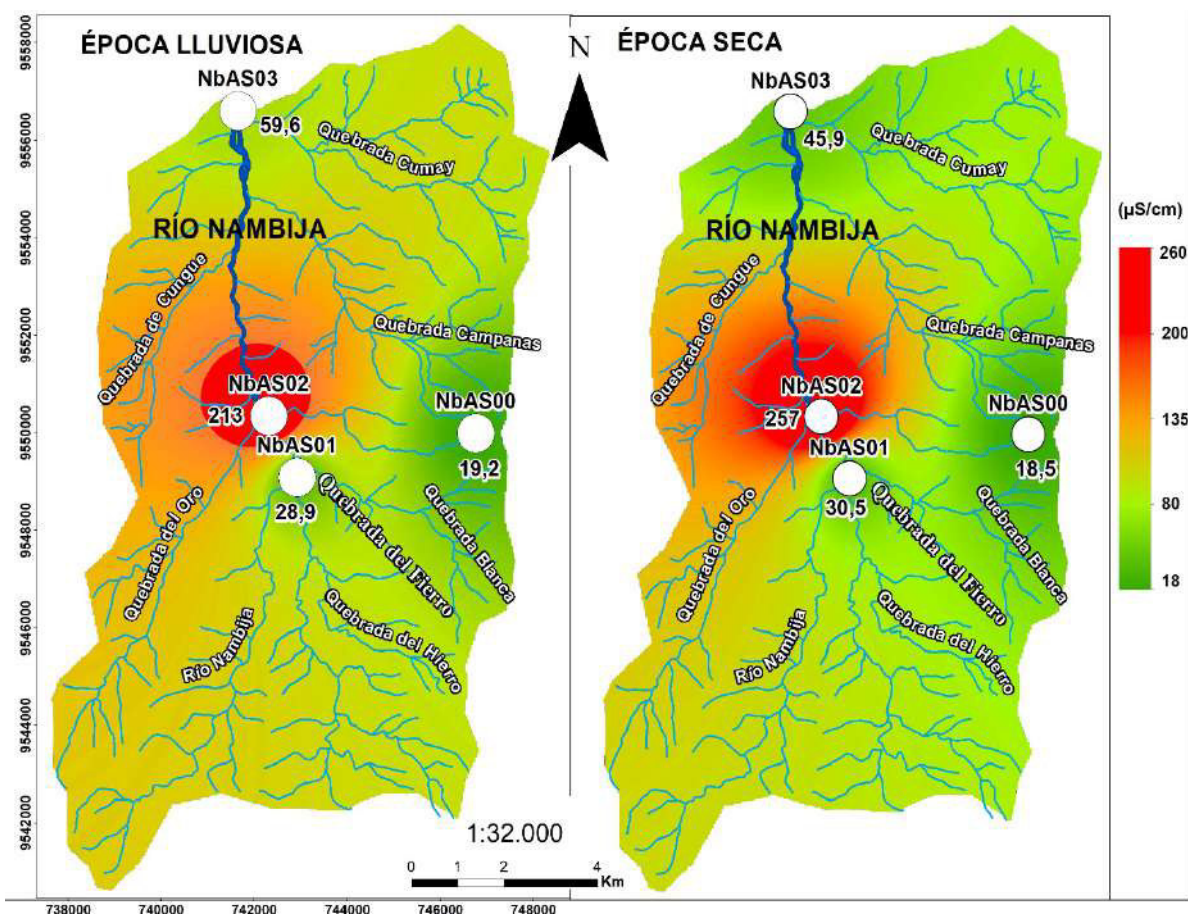 ÉPOCA LLUVIOSA
N
ÉPOCA SECA
NbAS03
59,6
Quebrada Cumay
RÍO NAMBIJA
Quebrada de Cungue
Quebrada Campanas
NbAS02
213
NbAS00
19,2
NbAS01
28,9
Quebrada del Oro
Quebrada del Fierro
Quebrada Blanca
Río Nambija
Quebrada del Hierro
NbAS03
45,9
Quebrada Cumay
RÍO NAMBIJA
Quebrada de Cungue
Quebrada Campanas
NbAS02
257
NbAS00
18,5
NbAS01
30,5
Quebrada del Oro
Quebrada del Fierro
Quebrada Blanca
Río Nambija
Quebrada del Hierro
(µS/cm)
260
200
135
80
18
1:32.000
0 1 2 4
Km
9558000
9556000
9554000
9552000
9550000
9548000
9546000
9544000
9542000
738000 740000 742000 744000 746000 748000